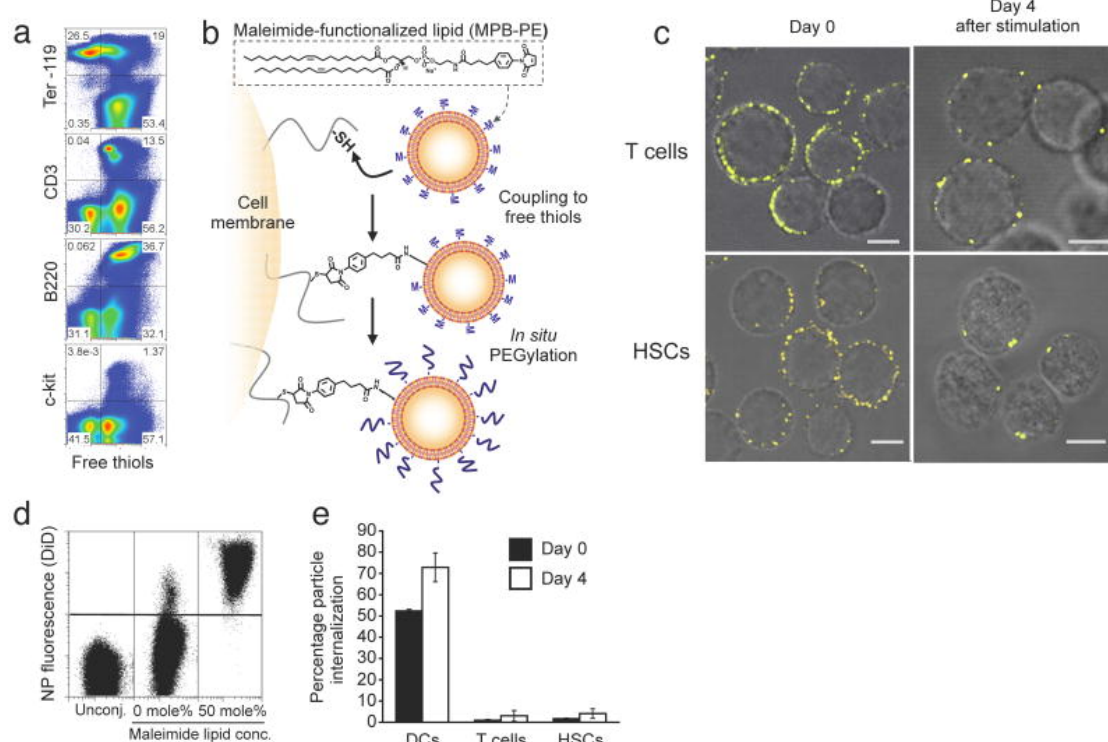 a
Ter -119
26.5
19
0.35
53.4
CD3
0.04
13.5
30.2
56.2
B220
0.062
36.7
31.1
32.1
c-kit
3.8e-3
1.37
41.5
57.1
Free thiols
b
Maleimide-functionalized lipid (MPB-PE)
-SH
Cell
membrane
Coupling to
free thiols
In situ
PEGylation
c
Day 0
Day 4
after stimulation
T cells
HSCs
d
NP fluorescence (DiD)
Unconj.
0 mole%
50 mole%
Maleimide lipid conc.
e
Percentage particle
internalization
90
80
70
60
50
40
30
20
10
0
Day 0
Day 4
DCs
T cells
HSCs